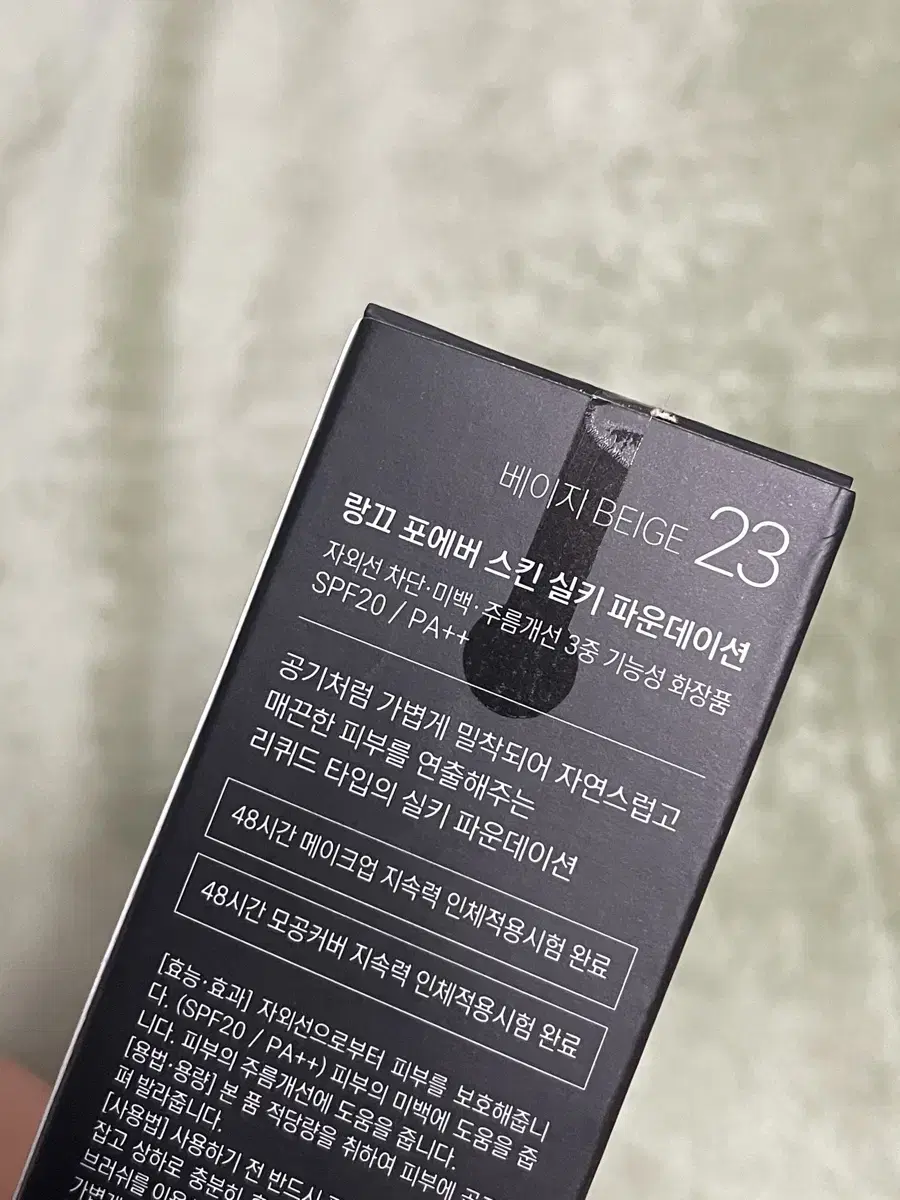 베이지 BEIGE 23
랑끄 포에버 스킨 실키 파운데이션
자외선 차단·미백·주름개선 3중 기능성 화장품
SPF20 / PA++
공기처럼 가볍게 밀착되어 자연스럽고
매끈한 피부를 연출해주는
리퀴드 타입의 실키 파운데이션
48시간 메이크업 지속력 인체적용시험 완료
48시간 모공커버 지속력 인체적용시험 완료
[효능·효과] 자외선으로부터 피부를 보호해줍니
다. (SPF20 / PA++) 피부의 미백에 도움을 줍
니다. 피부의 주름개선에 도움을 줍니다.
[용법·용량] 본 품 적당량을 취하여 피부에
펴 발라줍니다.
[사용법] 사용하기 전 반드시
잡고 상하로 충분히
브러쉬를